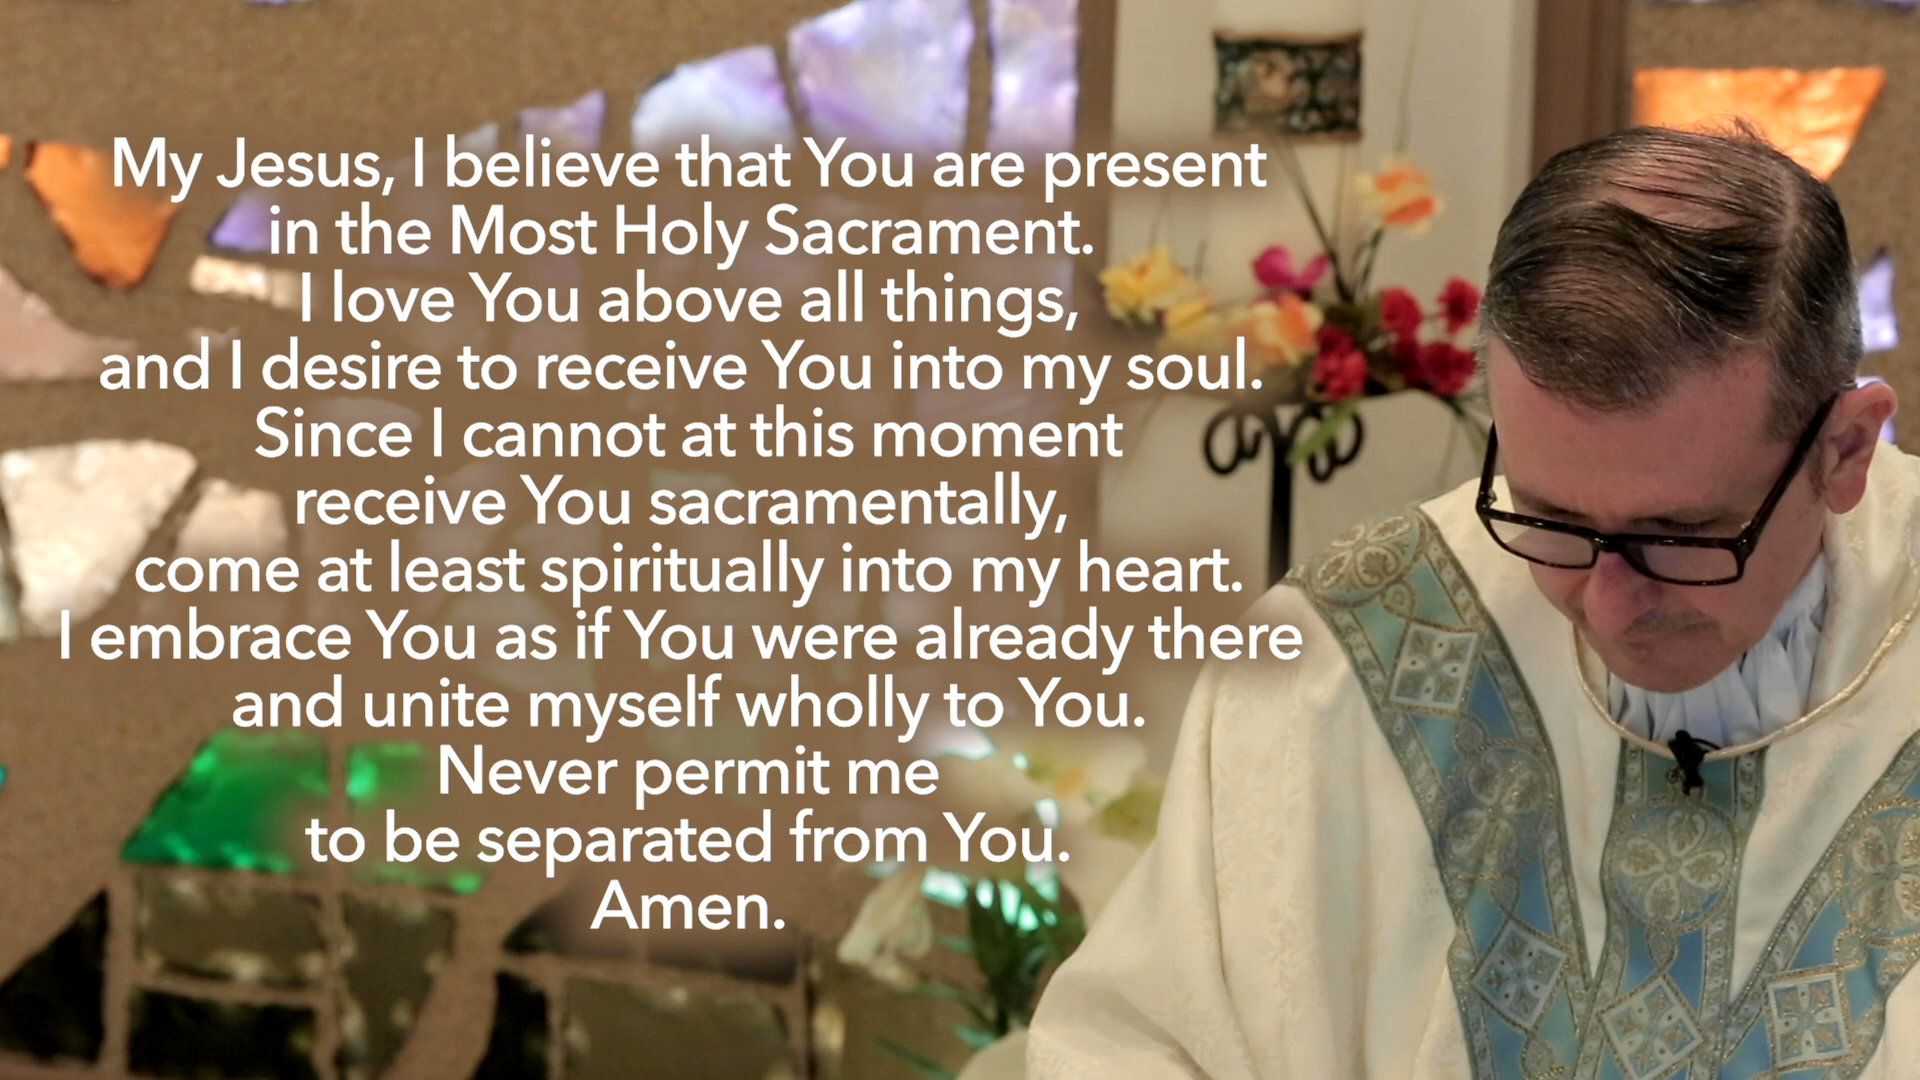 My Jesus, I believe that You are present
in the Most Holy Sacrament.
I love You above all things,
and I desire to receive You into my soul.
Since I cannot at this moment
receive You sacramentally,
come at least spiritually into my heart.
I embrace You as if You were already there
and unite myself wholly to You.
Never permit me
to be separated from You.
Amen.